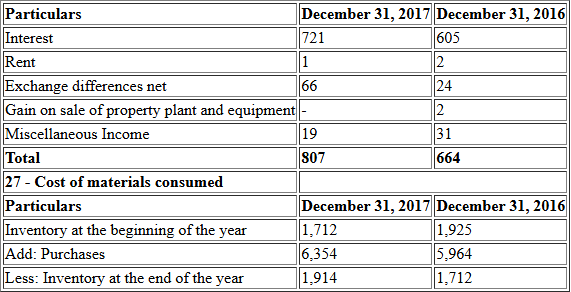 Particulars December 31, 2017 December 31, 2016
Interest 721 605
Rent 1 2
Exchange differences net 66 24
Gain on sale of property plant and equipment - 2
Miscellaneous Income 19 31
Total 807 664
27 - Cost of materials consumed
Particulars December 31, 2017 December 31, 2016
Inventory at the beginning of the year 1,712 1,925
Add: Purchases 6,354 5,964
Less: Inventory at the end of the year 1,914 1,712